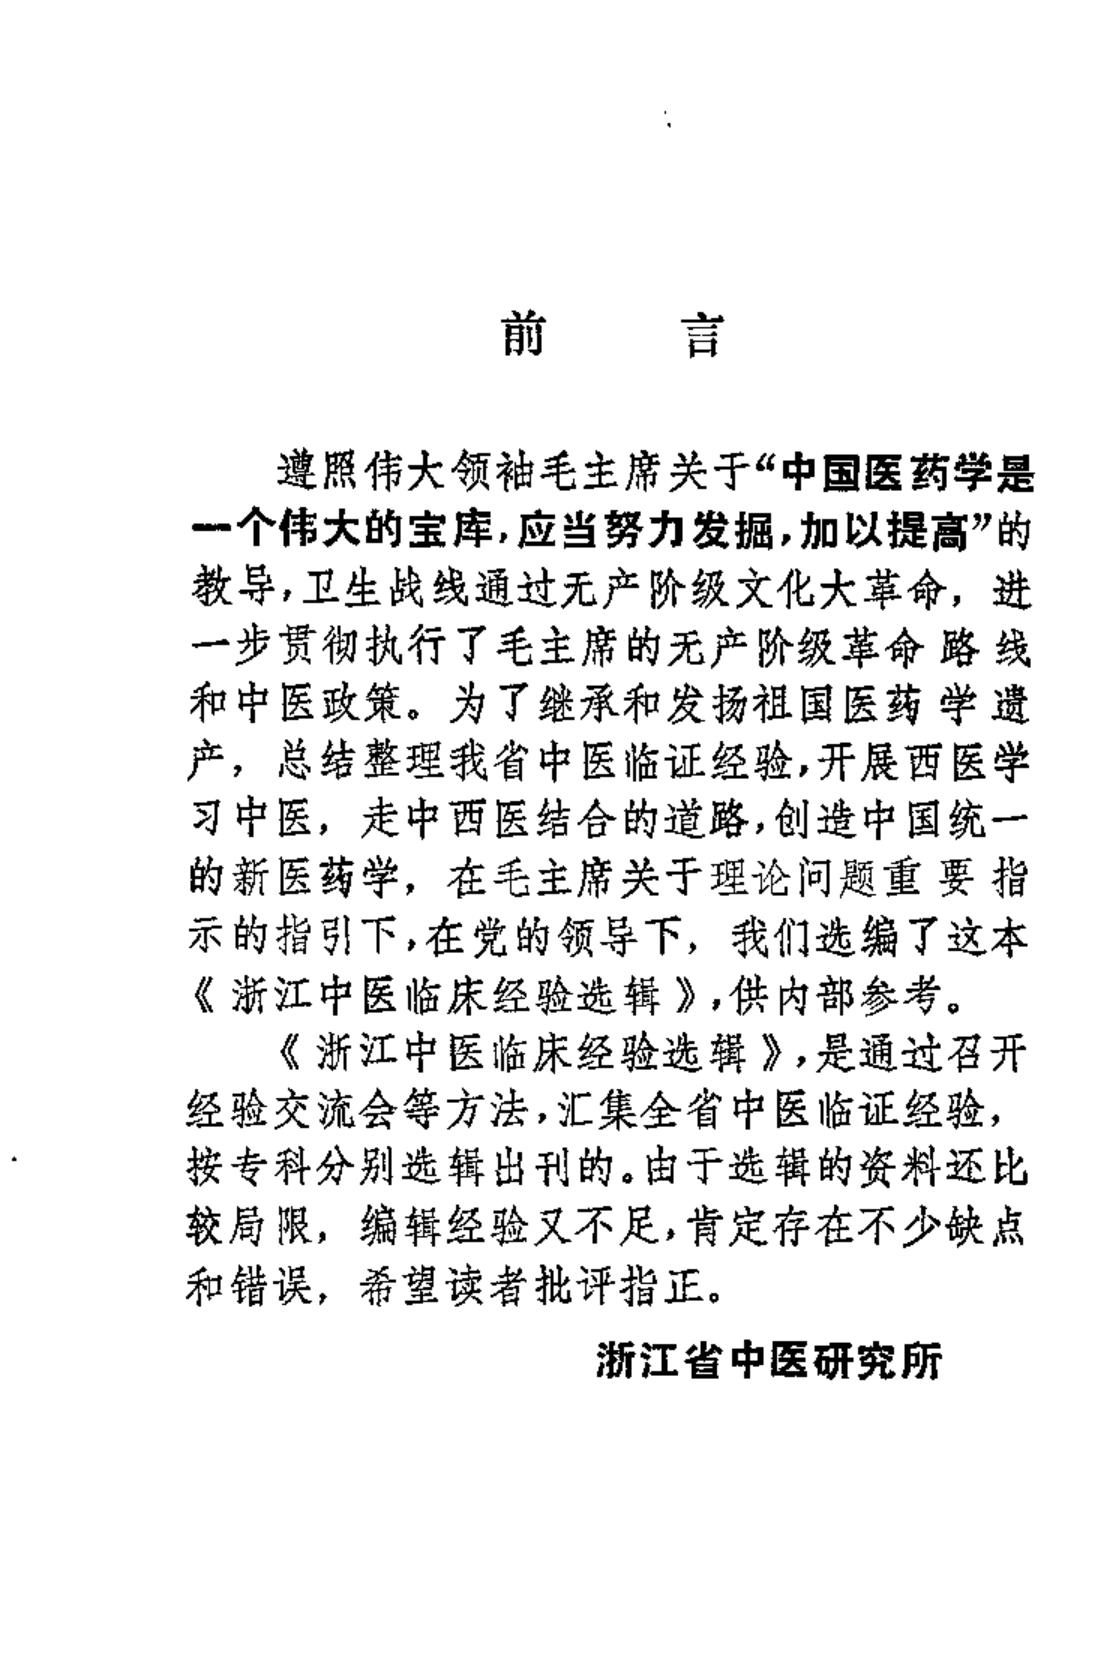 前 言
遵照伟大领袖毛主席关于“中国医药学是
一个伟大的宝库，应当努力发掘，加以提高”的
教导，卫生战线通过无产阶级文化大革命，进
一步贯彻执行了毛主席的无产阶级革命路线
和中医政策。为了继承和发扬祖国医药学遗
产，总结整理我省中医临证经验，开展西医学
习中医，走中西医结合的道路，创造中国统一
的新医药学，在毛主席关于理论问题重要指
示的指引下，在党的领导下，我们选编了这本
《浙江中医临床经验选辑》，供内部参考。
《浙江中医临床经验选辑》，是通过召开
经验交流会等方法，汇集全省中医临证经验，
按专科分别选辑出刊的。由于选辑的资料还比
较局限，编辑经验又不足，肯定存在不少缺点
和错误，希望读者批评指正。
浙江省中医研究所